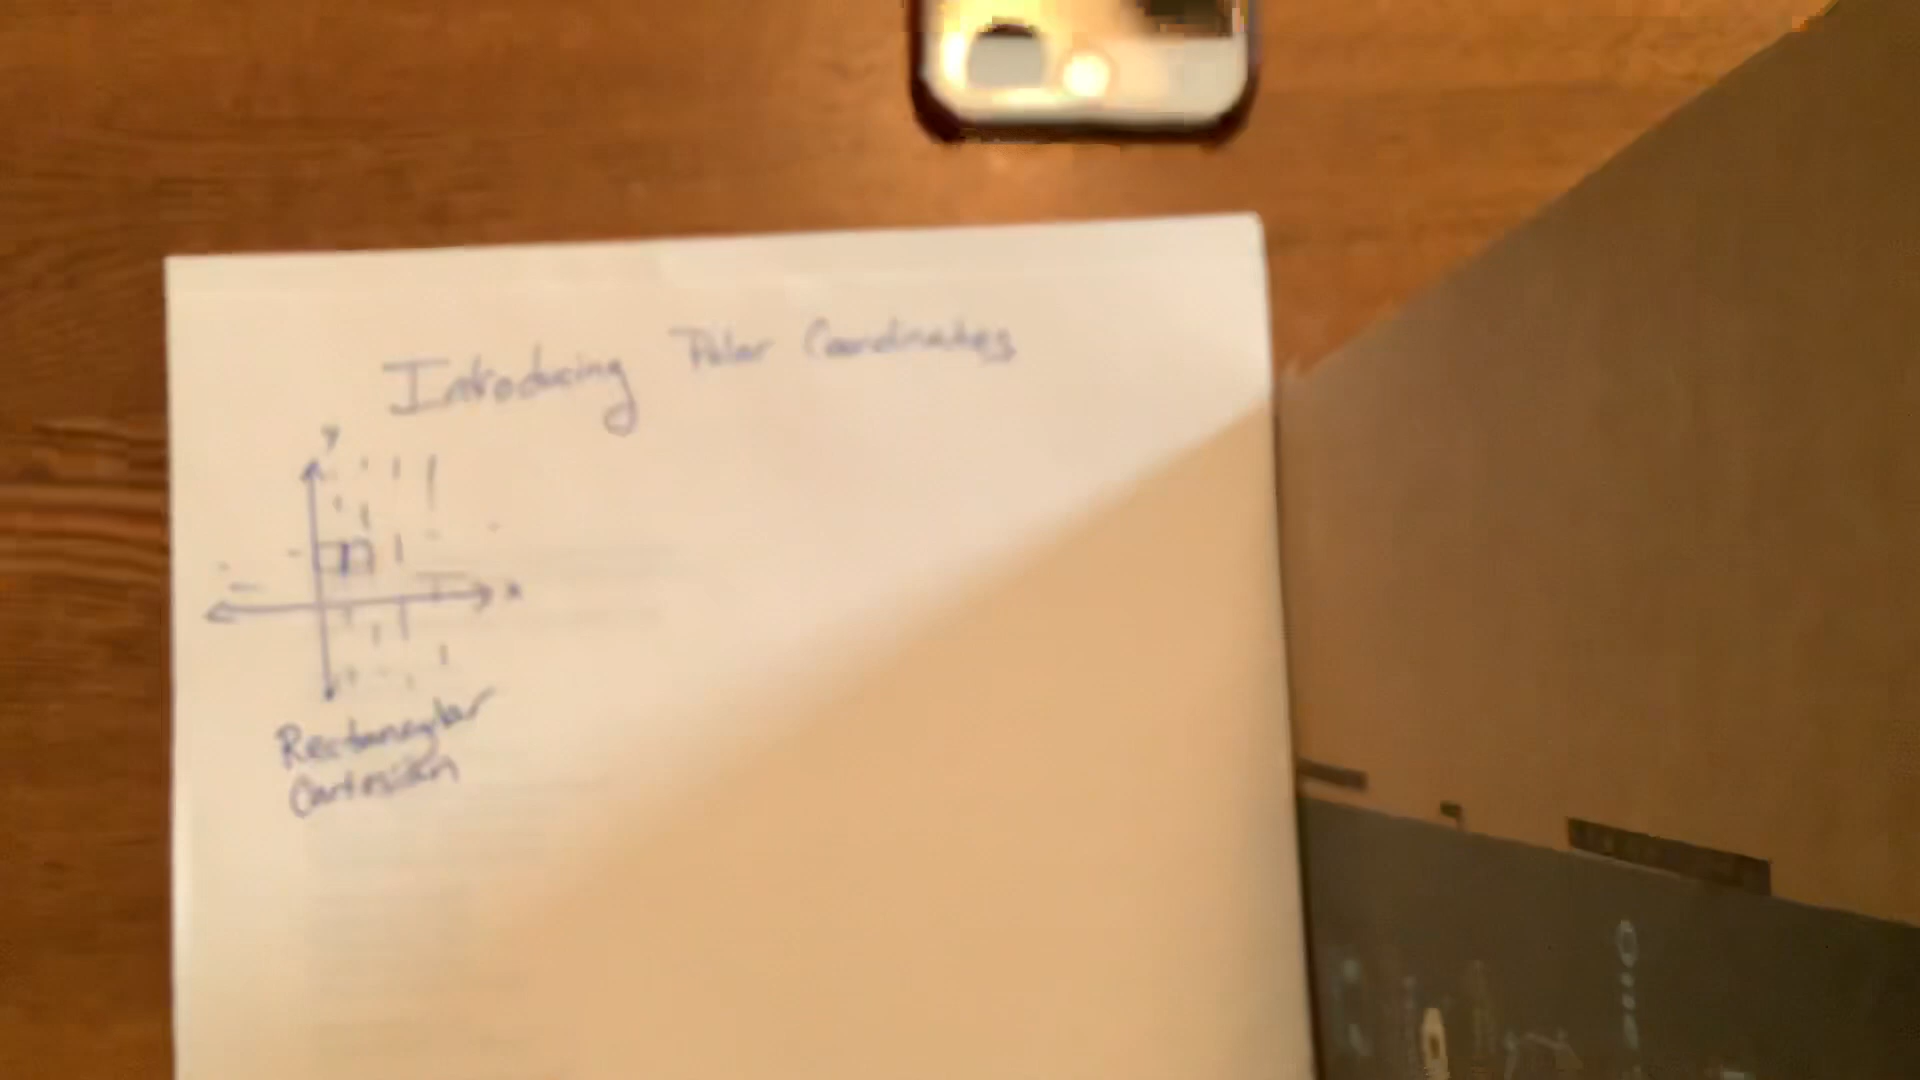 Introducing Polar Coordinates
y
x
Rectangular
Cartesian